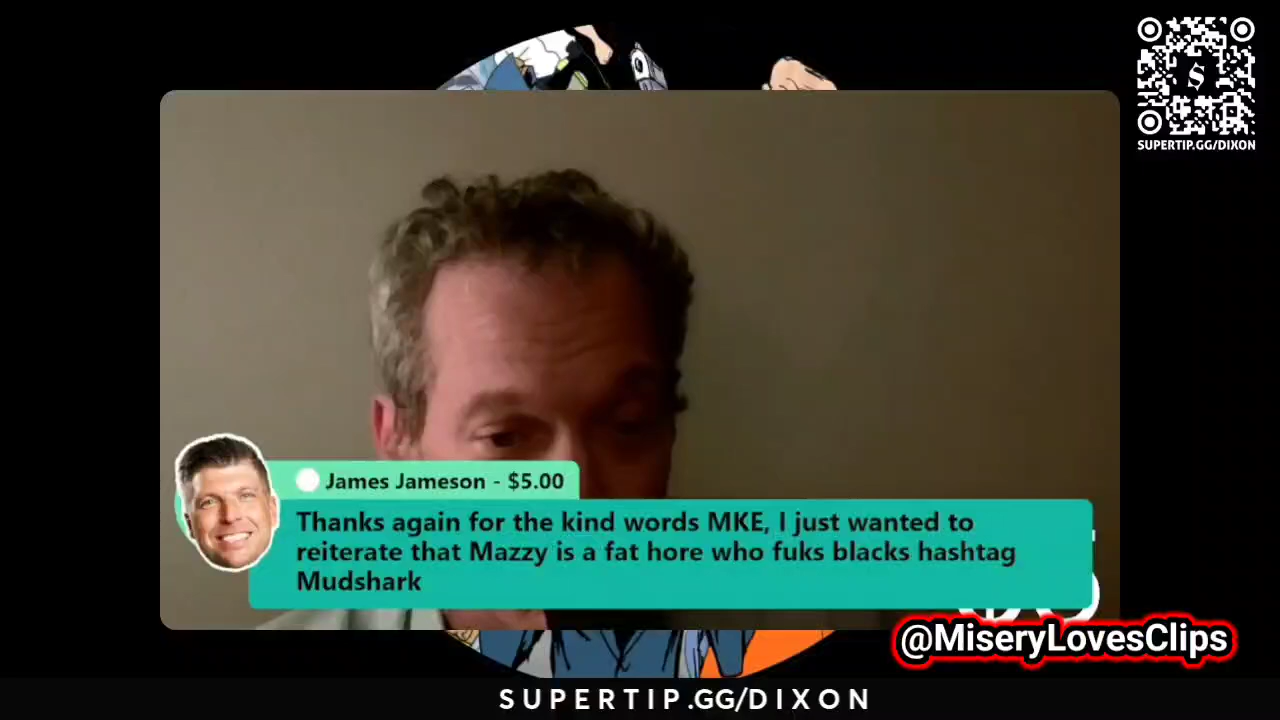 SUPERTIP.GG/DIXON
James Jameson - $5.00
Thanks again for the kind words MKE, I just wanted to
reiterate that Mazzy is a fat hore who fuks blacks hashtag
Mudshark
@MiseryLovesClips
SUPERTIP.GG/DIXON